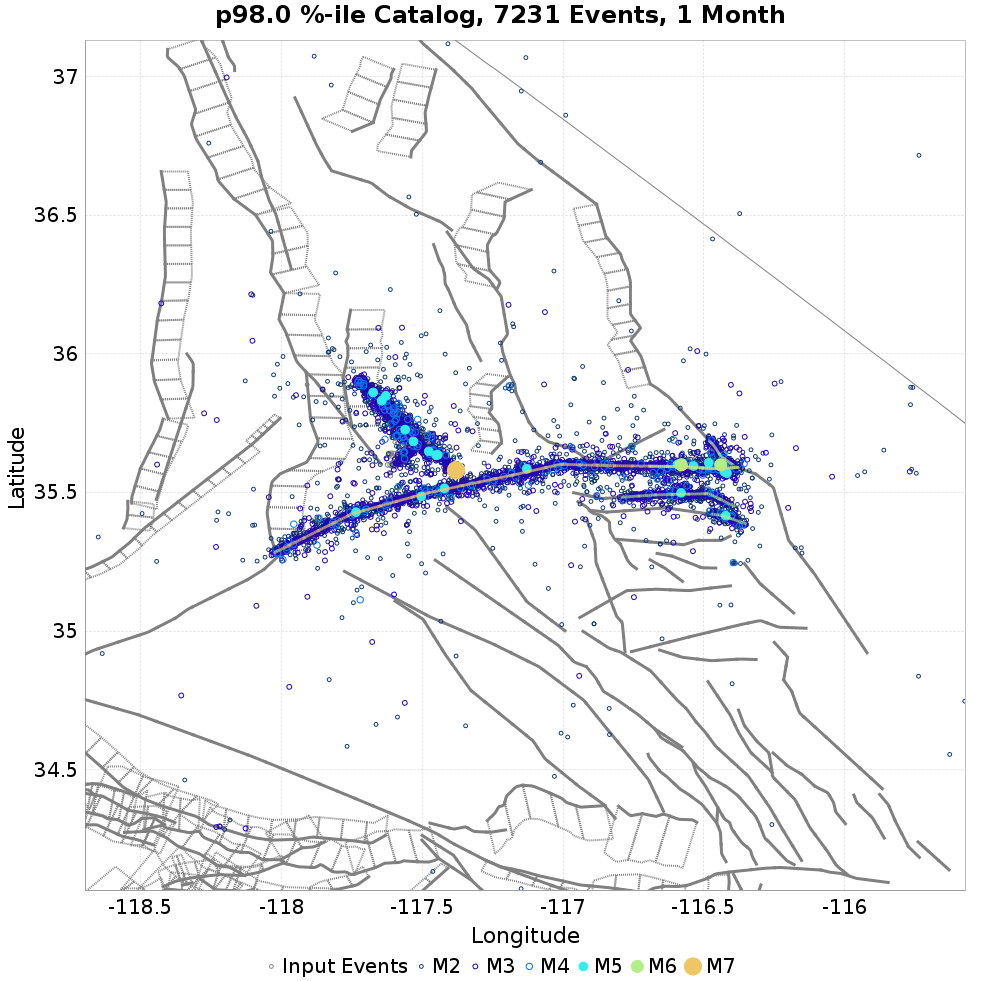 p98.0 %-ile Catalog, 7231 Events, 1 Month
37
36.5
36
35.5
35
34.5
Latitude
-118.5 -118 -117.5 -117 -116.5 -116
Longitude
Input Events M2 M3 M4 M5 M6 M7